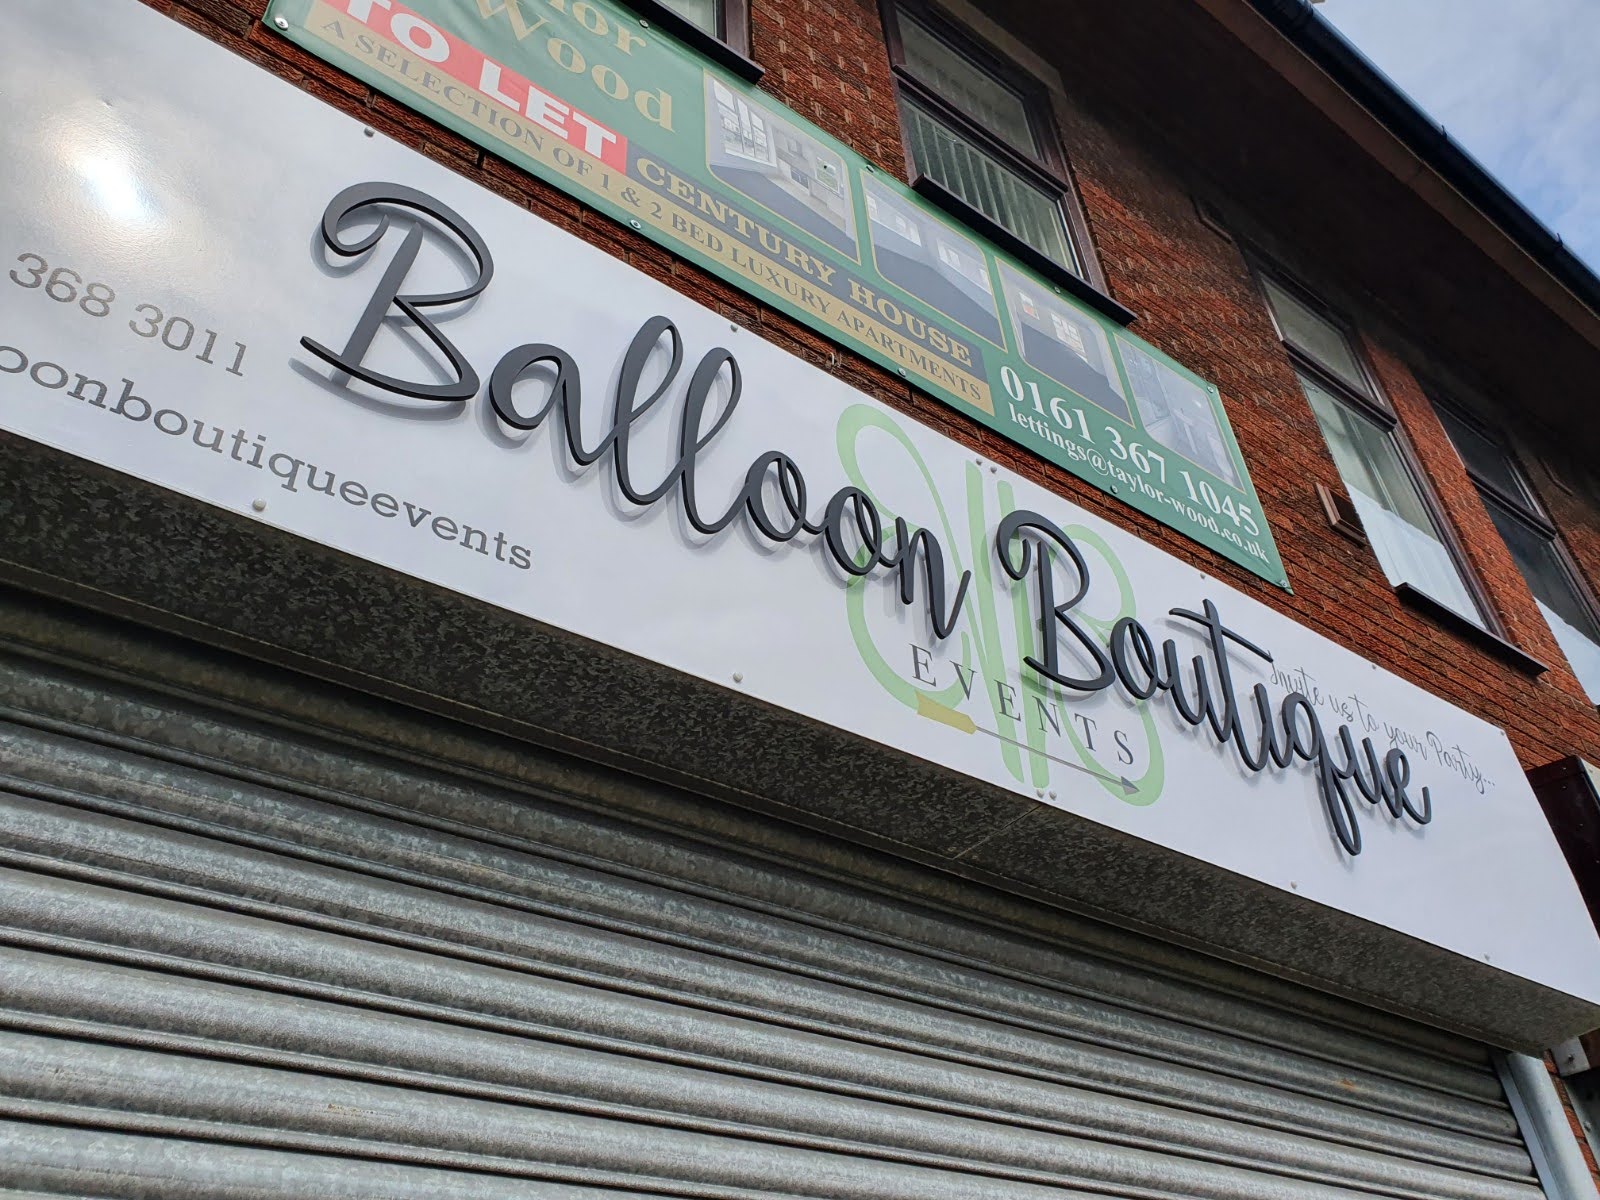 Wood
TO LET
CENTURY HOUSE
A SELECTION OF 1 & 2 BED LUXURY APARTMENTS
0161 367 1045
lettings@taylor-wood.co.uk
368 3011
oonboutiqueevents
Balloon Boutique
EVENTS
Invite us to your Party...